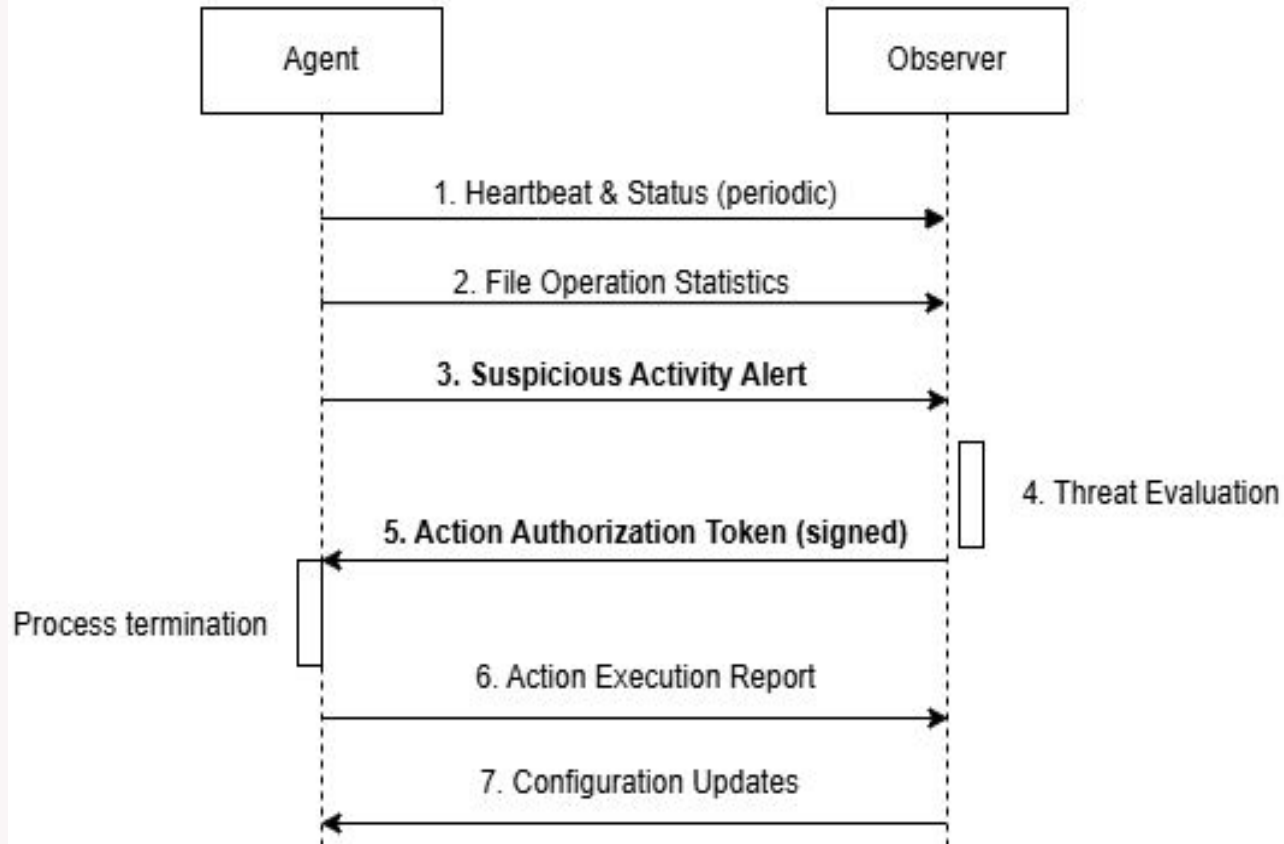 Agent
Observer
1. Heartbeat & Status (periodic)
2. File Operation Statistics
3. Suspicious Activity Alert
4. Threat Evaluation
5. Action Authorization Token (signed)
Process termination
6. Action Execution Report
7. Configuration Updates